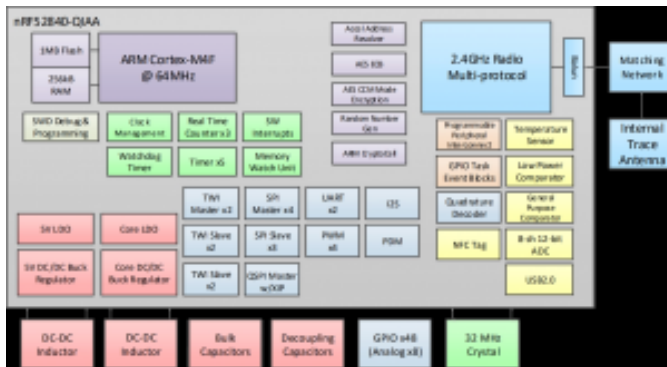 nRF52840-QIAA
1MB Flash
256kB
RAM
ARM Cortex-M4F
@ 64MHz
SWD Debug &
Programming
Clock
Management
Real Time
Counter x3
SW
Interrupts
Watchdog
Timer
Timer x5
Memory
Watch Unit
Accel Address
Resolver
AES ECB
AES CCM Mode
Encryption
Random Number
Gen
ARM Cryptocell
2.4GHz Radio
Multi-protocol
Balun
Matching
Network
Internal
Trace
Antenna
Programmable
Peripheral
Interconnect
Temperature
Sensor
GPIO Task
Event Blocks
Low Power
Comparator
Quadrature
Decoder
General
Purpose
Comparator
NFC Tag
8-ch 12-bit
ADC
USB2.0
TWI
Master x2
SPI
Master x4
UART
x2
I2S
TWI Slave
x2
SPI Slave
x3
PWM
PDM
TWI Slave
x2
QSPI Master
w/XIP
5V LDO
Core LDO
5V DC/DC Buck
Regulator
Core DC/DC
Buck Regulator
DC-DC
Inductor
DC-DC
Inductor
Bulk
Capacitors
Decoupling
Capacitors
GPIO x48
(Analog x8)
32 MHz
Crystal